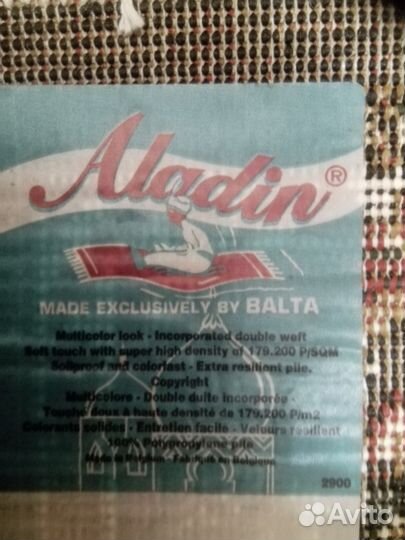 Aladin®
MADE EXCLUSIVELY BY BALTA
Multicolor look - Incorporated double weft
Soft touch with super high density of 179.200 P/SQM
Soilproof and colorfast - Extra resilient pile.
Copyright
Multicolore - Double duite incorporée -
Touche doux à haute densité de 179.200 P/m2
Colorants solides - Entretien facile - Velours resilient
100% Polypropylene pile
Made in Belgium - Fabriqué en Belgique
2900
Avito